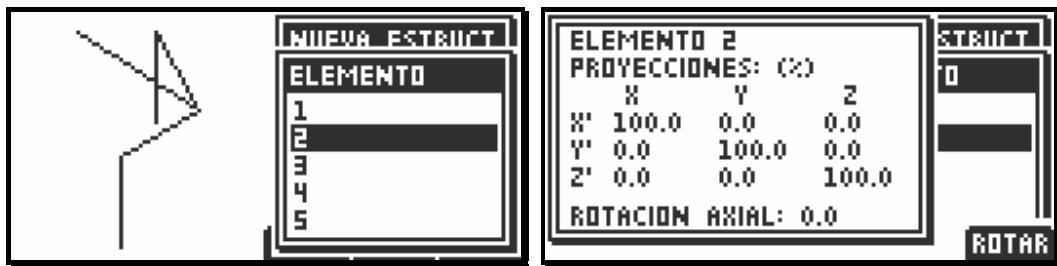 NUEVA ESTRUCT
ELEMENTO
1
2
3
4
5
STRUCT
ELEMENTO 2
PROYECCIONES: (%)
X Y Z
X' 100.0 0.0 0.0
Y' 0.0 100.0 0.0
Z' 0.0 0.0 100.0
ROTACION AXIAL: 0.0
O
ROTAR